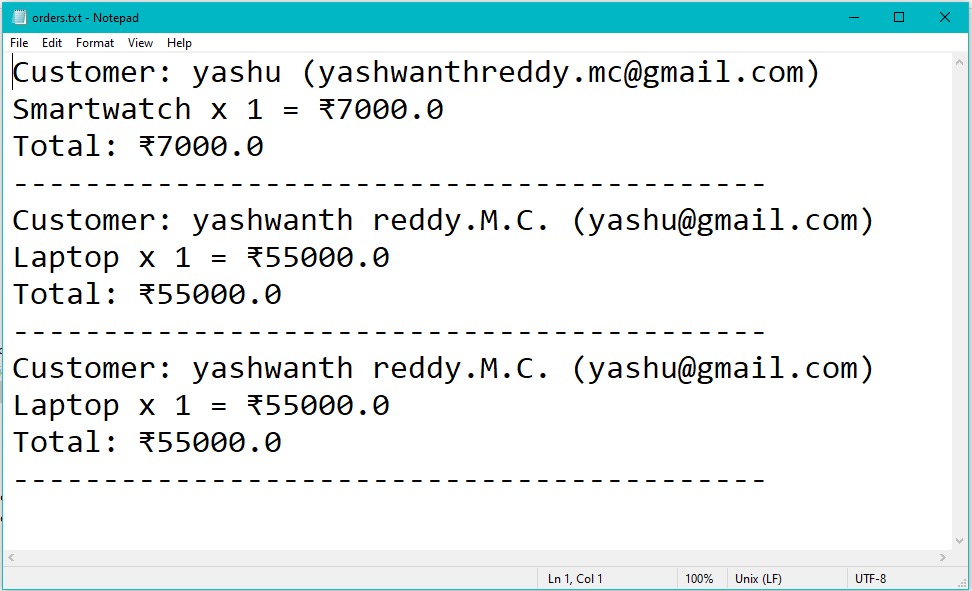 orders.txt - Notepad
File Edit Format View Help
Customer: yashu (yashwanthreddy.mc@gmail.com)
Smartwatch x 1 = ₹7000.0
Total: ₹7000.0
------------------------------------------
Customer: yashwanth reddy.M.C. (yashu@gmail.com)
Laptop x 1 = ₹55000.0
Total: ₹55000.0
------------------------------------------
Customer: yashwanth reddy.M.C. (yashu@gmail.com)
Laptop x 1 = ₹55000.0
Total: ₹55000.0
------------------------------------------
Ln 1, Col 1 100% Unix (LF) UTF-8